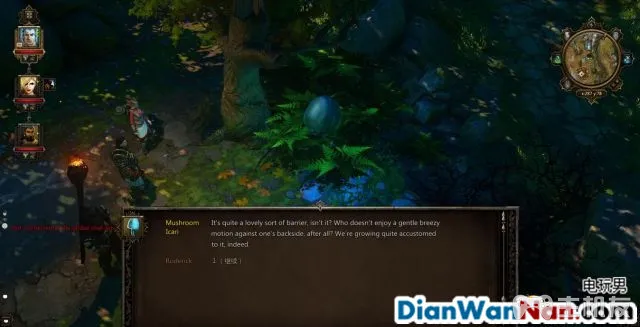 Mushroom
Icari
It's quite a lovely sort of barrier, isn't it? Who doesn't enjoy a gentle breezy
motion against one's backside, after all? We're growing quite accustomed
to it, indeed.
Roderick
1. (继续)
电玩男
DianWanNan.com